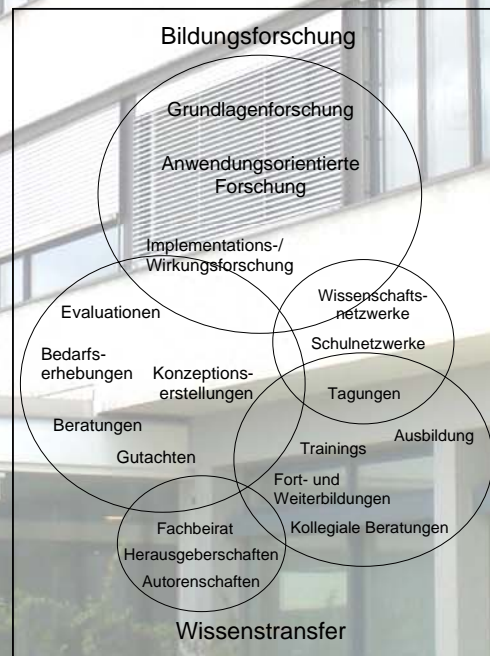 Bildungsforschung
Grundlagenforschung
Anwendungsorientierte
Forschung
Implementations-/
Wirkungsforschung
Evaluationen
Bedarfs-
erhebungen
Konzeptions-
erstellungen
Beratungen
Gutachten
Wissenschafts-
netzwerke
Schulnetzwerke
Tagungen
Ausbildung
Trainings
Fort- und
Weiterbildungen
Kollegiale Beratungen
Fachbeirat
Herausgeberschaften
Autorenschaften
Wissenstransfer